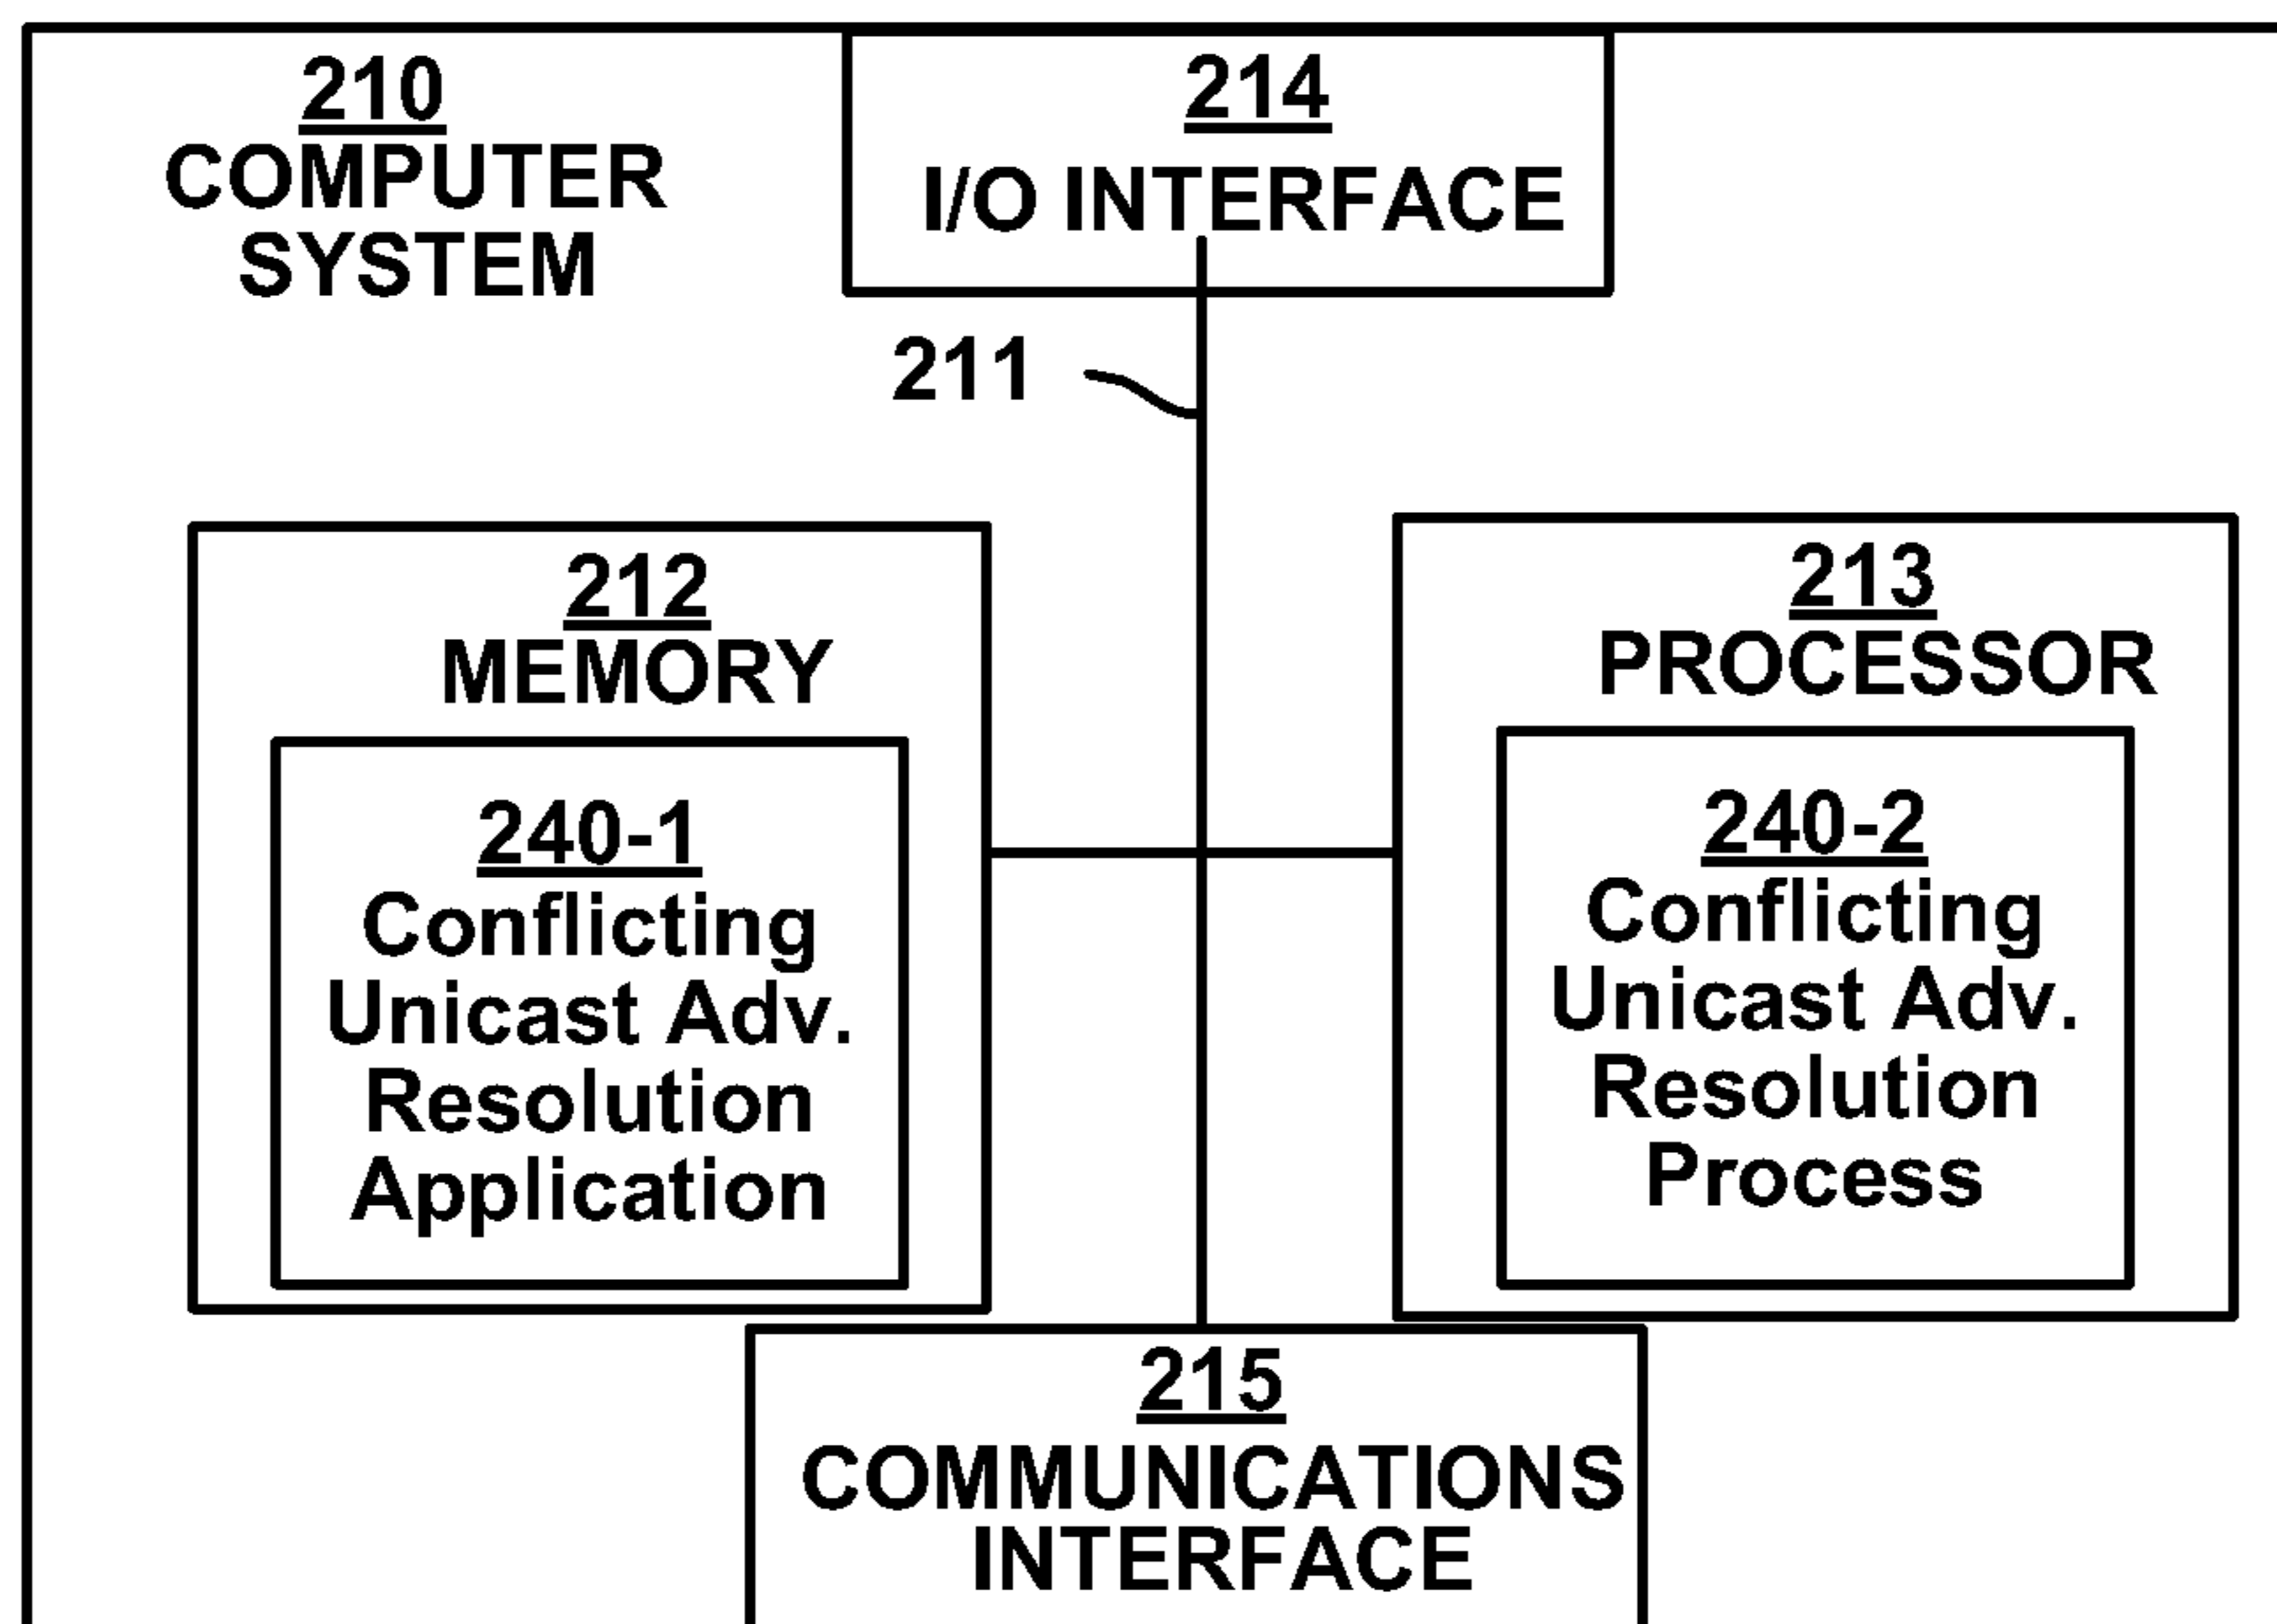 210
COMPUTER
SYSTEM
214
I/O INTERFACE
211
212
MEMORY
240-1
Conflicting
Unicast Adv.
Resolution
Application
213
PROCESSOR
240-2
Conflicting
Unicast Adv.
Resolution
Process
215
COMMUNICATIONS
INTERFACE